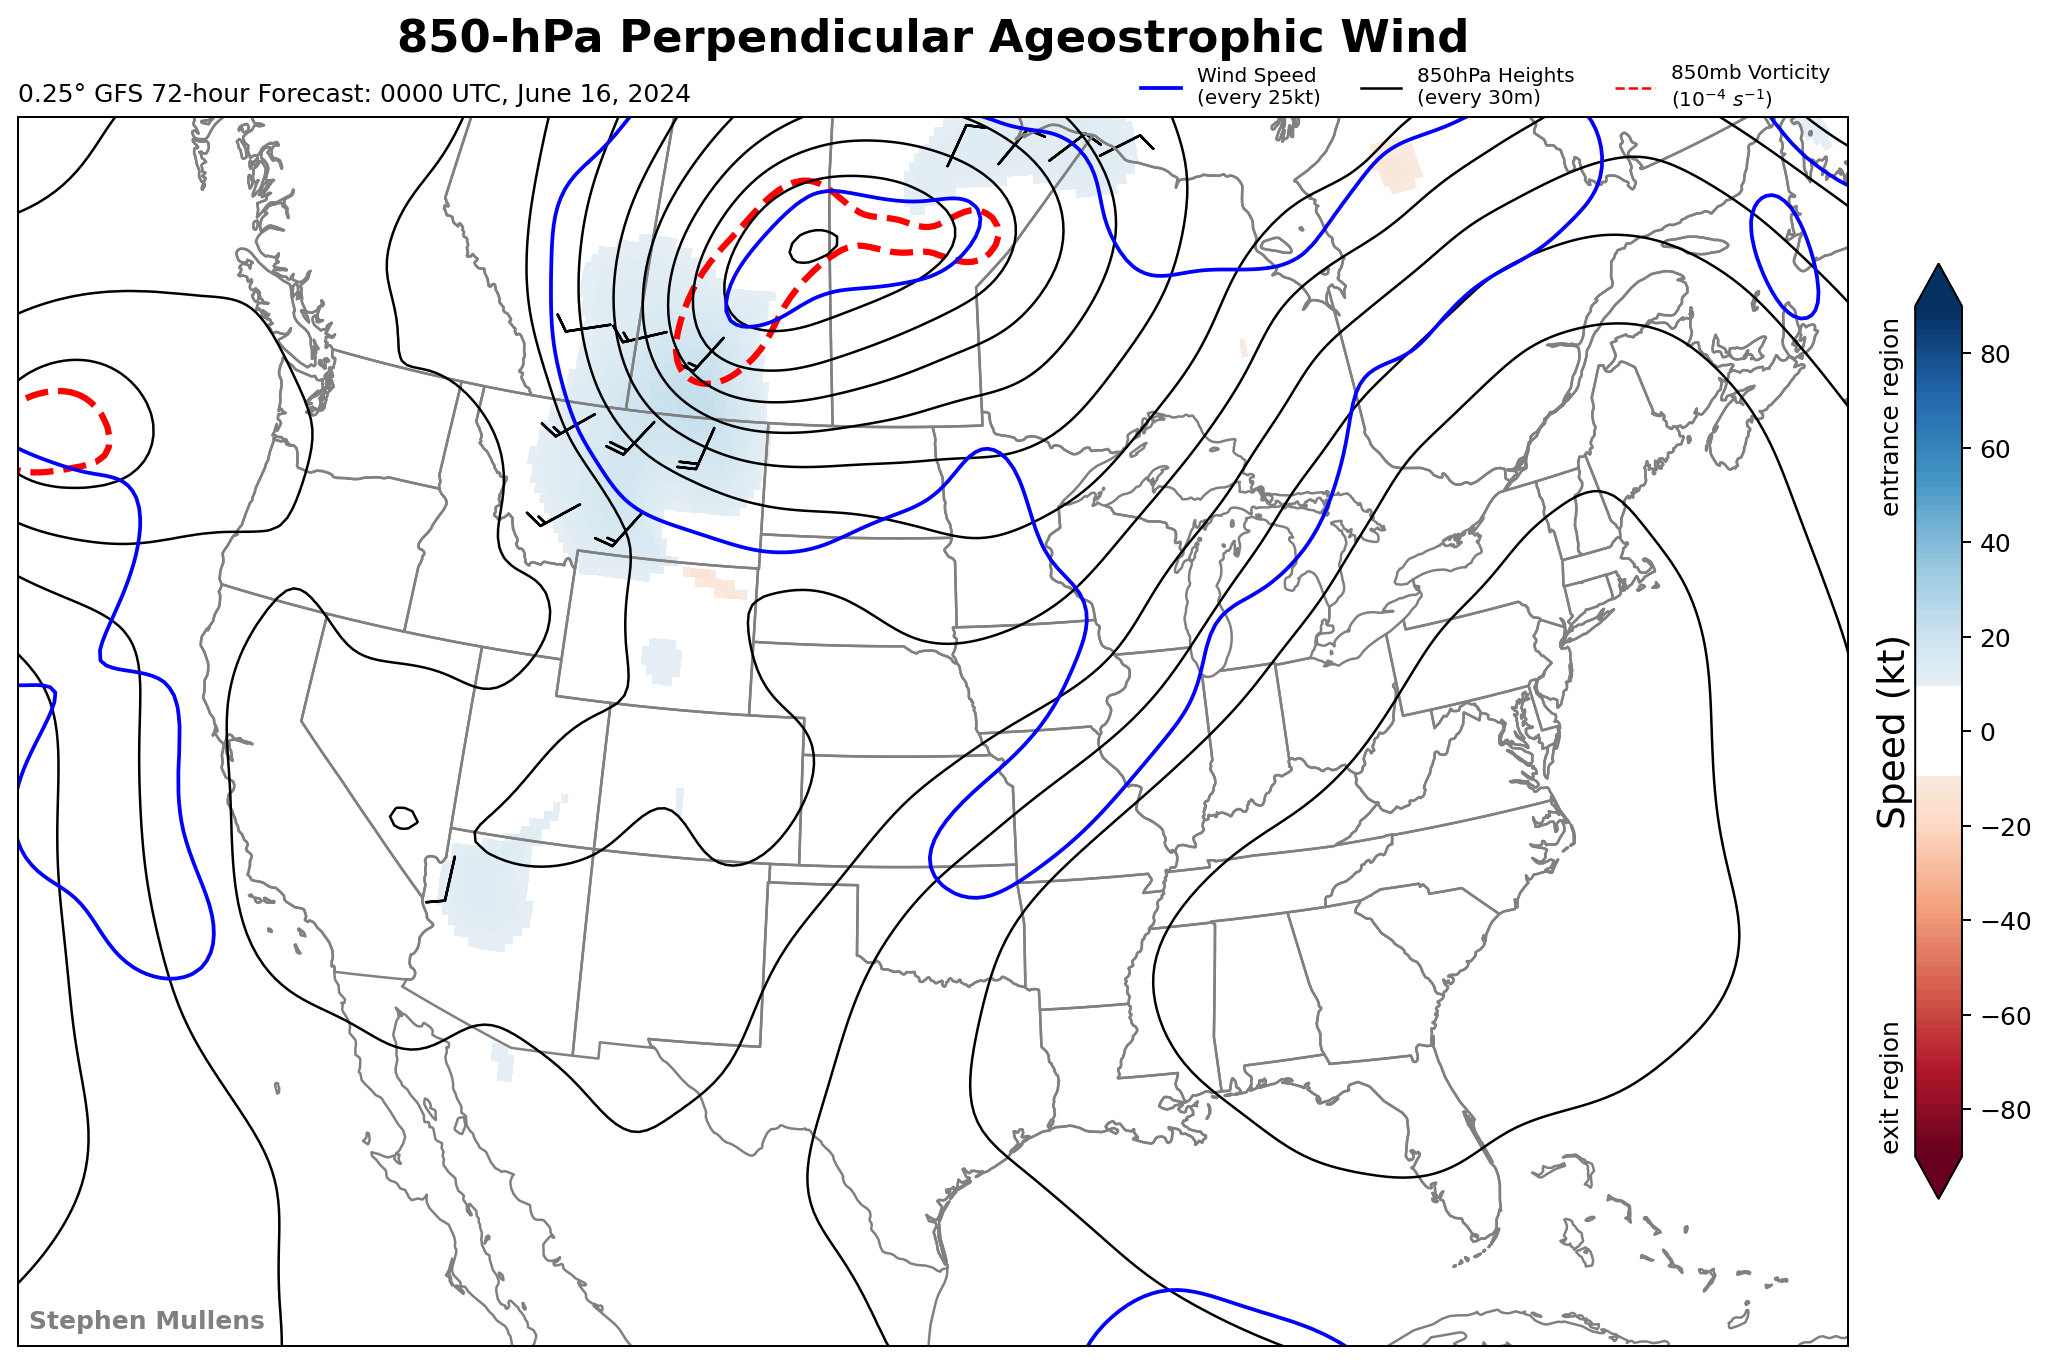 850-hPa Perpendicular Ageostrophic Wind
0.25° GFS 72-hour Forecast: 0000 UTC, June 16, 2024
Wind Speed
(every 25kt)
850hPa Heights
(every 30m)
850mb Vorticity
(10⁻⁴ s⁻¹)
entrance region
Speed (kt)
exit region
80
60
40
20
0
−20
−40
−60
−80
Stephen Mullens